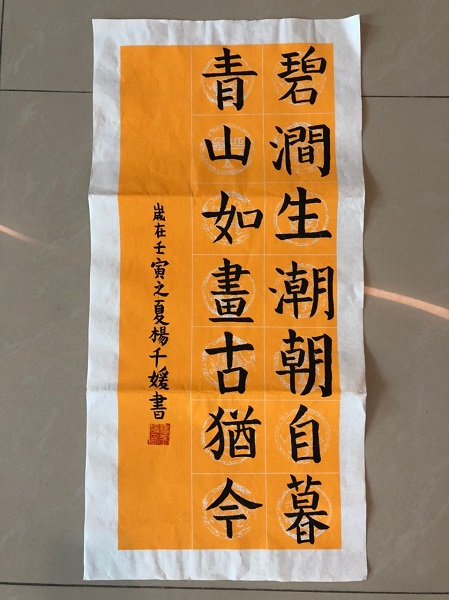 碧澗生潮朝自暮
青山如畫古猶今
歲在壬寅之夏楊千媛書